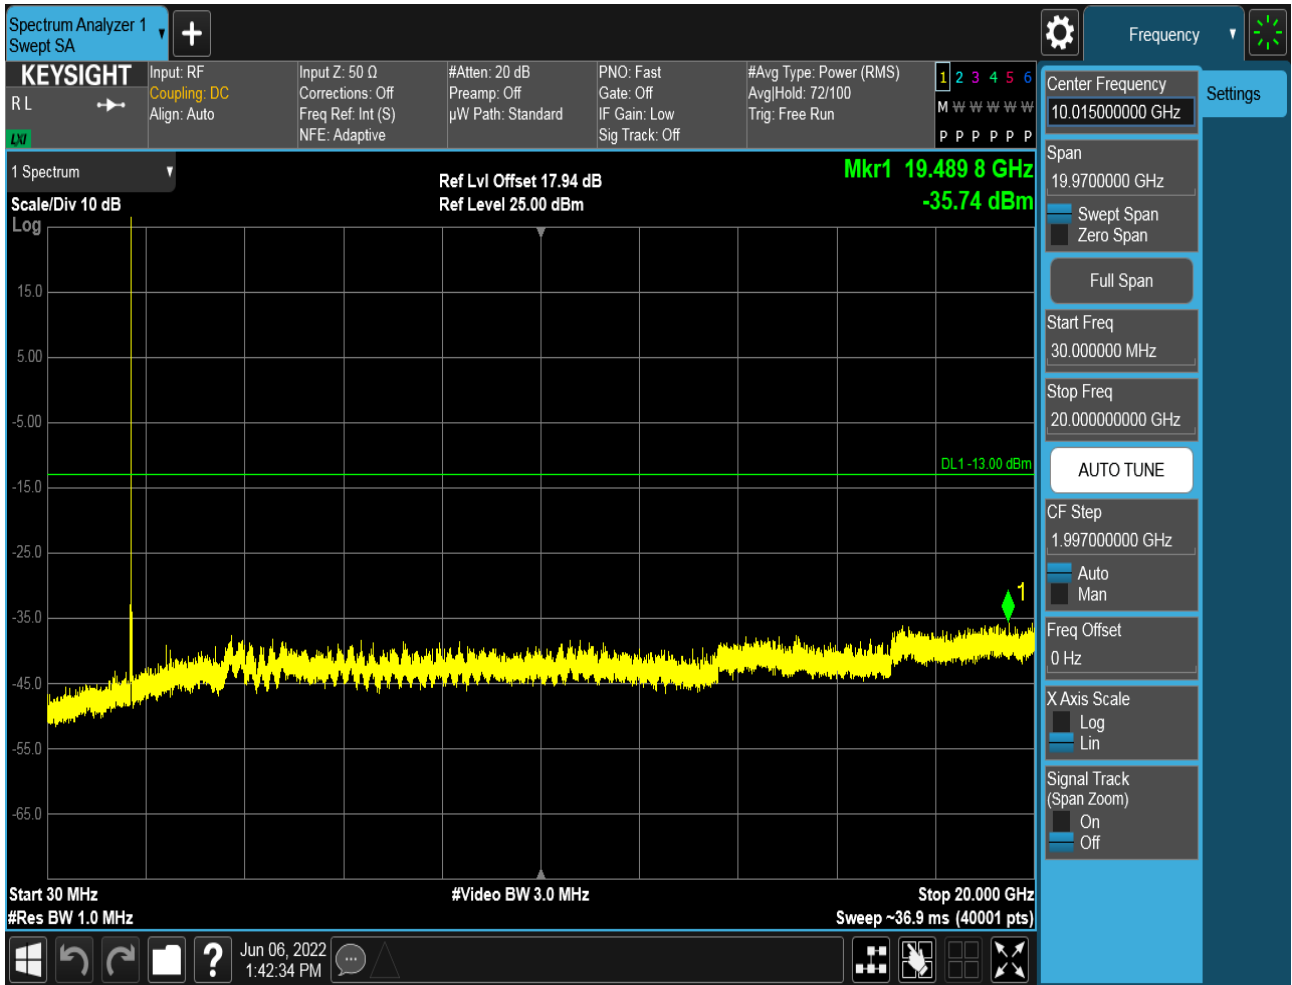 Spectrum Analyzer 1
Swept SA
Frequency
KEYSIGHT
R L
LXI
Input: RF
Coupling: DC
Align: Auto
Input Z: 50 Ω
Corrections: Off
Freq Ref: Int (S)
NFE: Adaptive
#Atten: 20 dB
Preamp: Off
µW Path: Standard
PNO: Fast
Gate: Off
IF Gain: Low
Sig Track: Off
#Avg Type: Power (RMS)
Avg|Hold: 72/100
Trig: Free Run
1 2 3 4 5 6
M W W W W W
P P P P P P
1 Spectrum
Scale/Div 10 dB
Log
Ref Lvl Offset 17.94 dB
Ref Level 25.00 dBm
Mkr1 19.489 8 GHz
-35.74 dBm
15.0
5.00
-5.00
-15.0
-25.0
-35.0
-45.0
-55.0
-65.0
DL1 -13.00 dBm
1
Start 30 MHz
#Res BW 1.0 MHz
#Video BW 3.0 MHz
Stop 20.000 GHz
Sweep ~36.9 ms (40001 pts)
Center Frequency
10.015000000 GHz
Settings
Span
19.9700000 GHz
Swept Span
Zero Span
Full Span
Start Freq
30.000000 MHz
Stop Freq
20.000000000 GHz
AUTO TUNE
CF Step
1.997000000 GHz
Auto
Man
Freq Offset
0 Hz
X Axis Scale
Log
Lin
Signal Track
(Span Zoom)
On
Off
?
Jun 06, 2022
1:42:34 PM